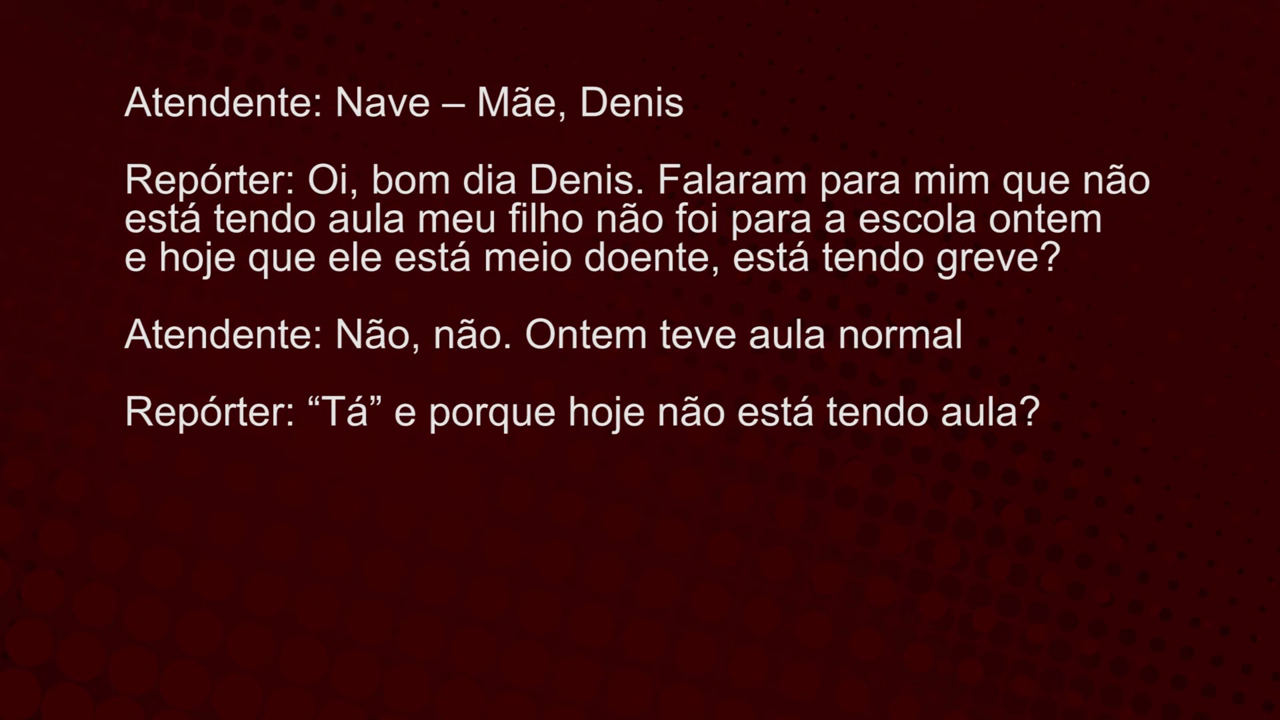 Atendente: Nave – Mãe, Denis
Repórter: Oi, bom dia Denis. Falaram para mim que não
está tendo aula meu filho não foi para a escola ontem
e hoje que ele está meio doente, está tendo greve?
Atendente: Não, não. Ontem teve aula normal
Repórter: “Tá” e porque hoje não está tendo aula?